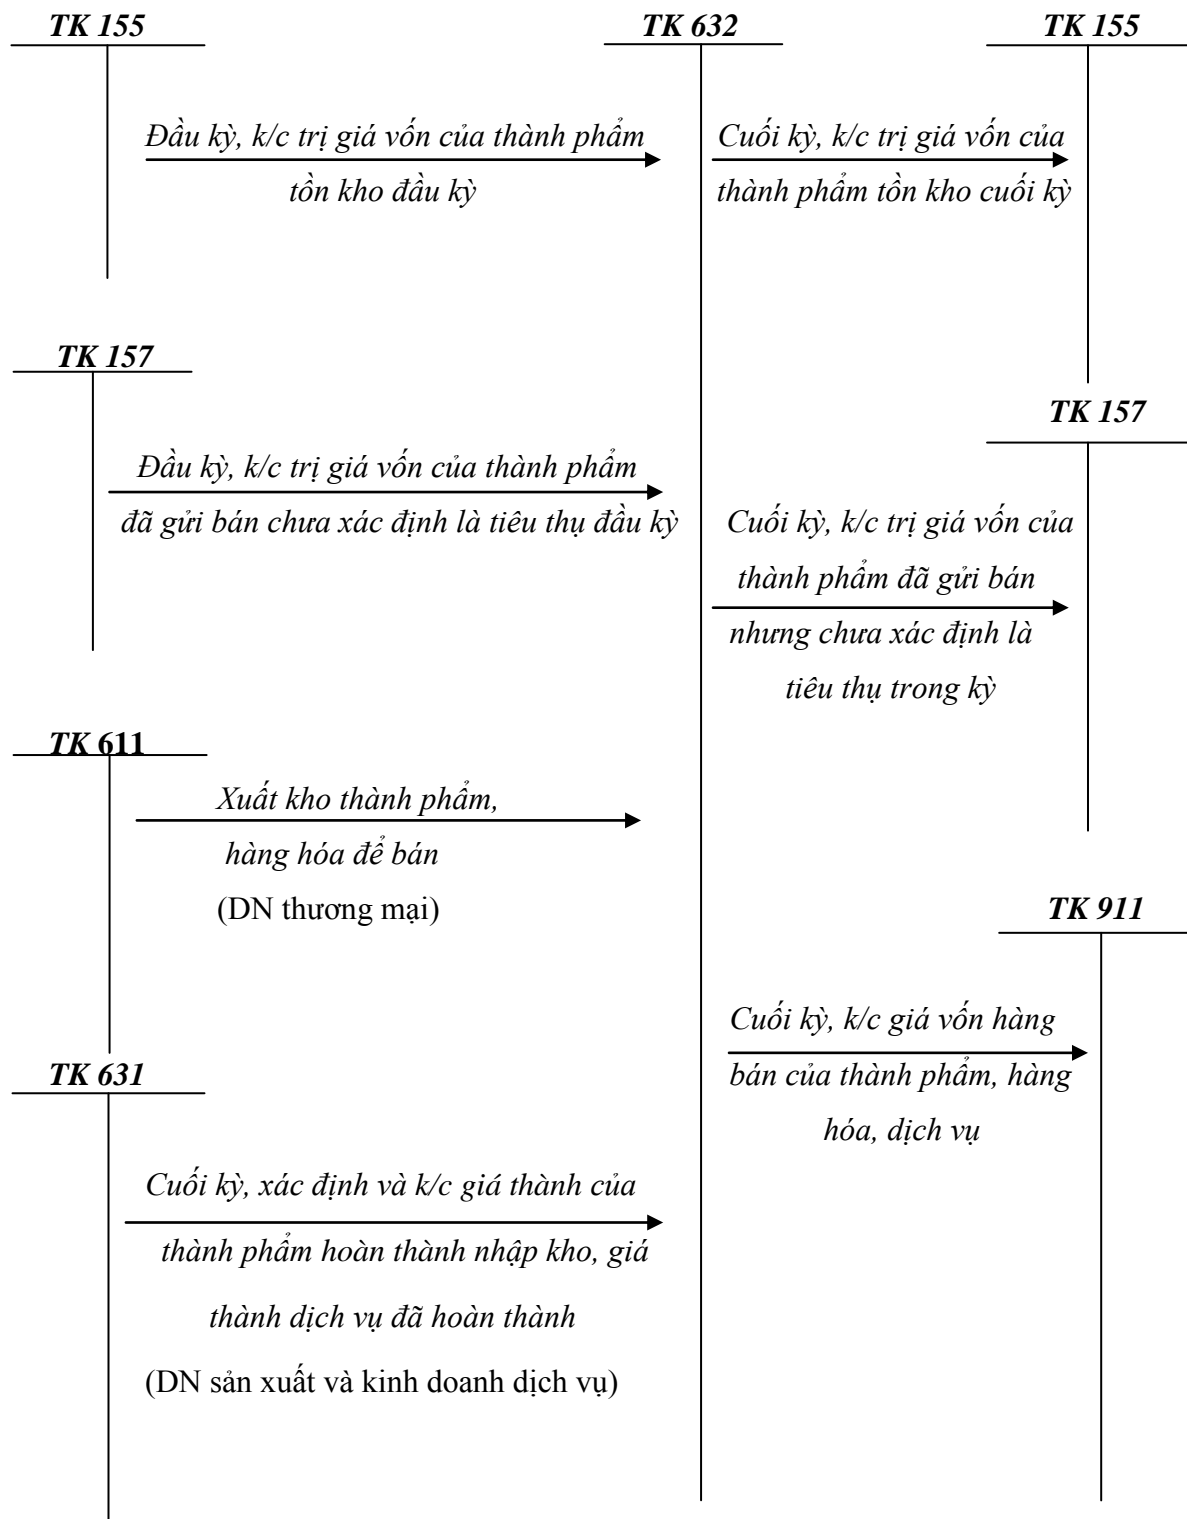 TK 155
TK 632
TK 155
Đầu kỳ, k/c trị giá vốn của thành phẩm
tồn kho đầu kỳ
Cuối kỳ, k/c trị giá vốn của
thành phẩm tồn kho cuối kỳ
TK 157
Đầu kỳ, k/c trị giá vốn của thành phẩm
đã gửi bán chưa xác định là tiêu thụ đầu kỳ
TK 157
Cuối kỳ, k/c trị giá vốn của
thành phẩm đã gửi bán
nhưng chưa xác định là
tiêu thụ trong kỳ
TK 611
Xuất kho thành phẩm,
hàng hóa để bán
(DN thương mại)
TK 911
Cuối kỳ, k/c giá vốn hàng
bán của thành phẩm, hàng
hóa, dịch vụ
TK 631
Cuối kỳ, xác định và k/c giá thành của
thành phẩm hoàn thành nhập kho, giá
thành dịch vụ đã hoàn thành
(DN sản xuất và kinh doanh dịch vụ)